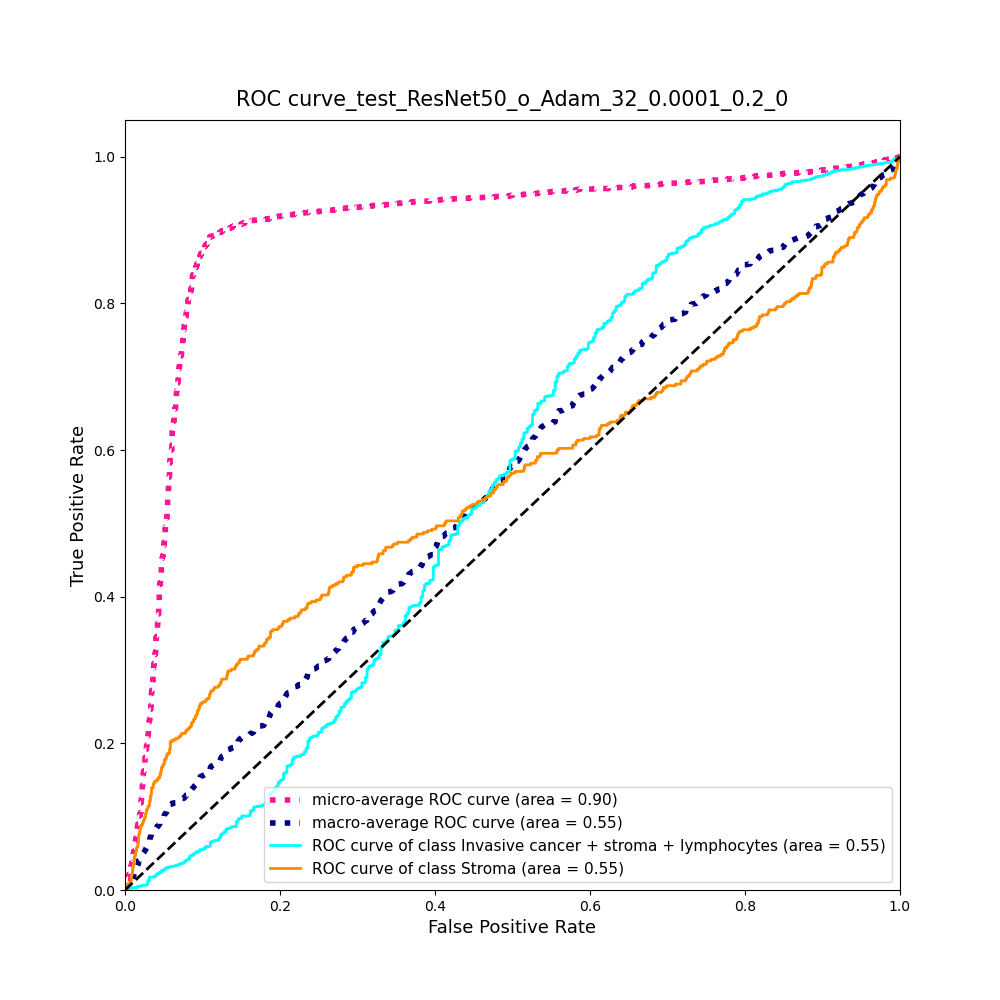 ROC curve_test_ResNet50_o_Adam_32_0.0001_0.2_0
True Positive Rate
1.0
0.8
0.6
0.4
0.2
0.0
micro-average ROC curve (area = 0.90)
macro-average ROC curve (area = 0.55)
ROC curve of class Invasive cancer + stroma + lymphocytes (area = 0.55)
ROC curve of class Stroma (area = 0.55)
0.0 0.2 0.4 0.6 0.8 1.0
False Positive Rate